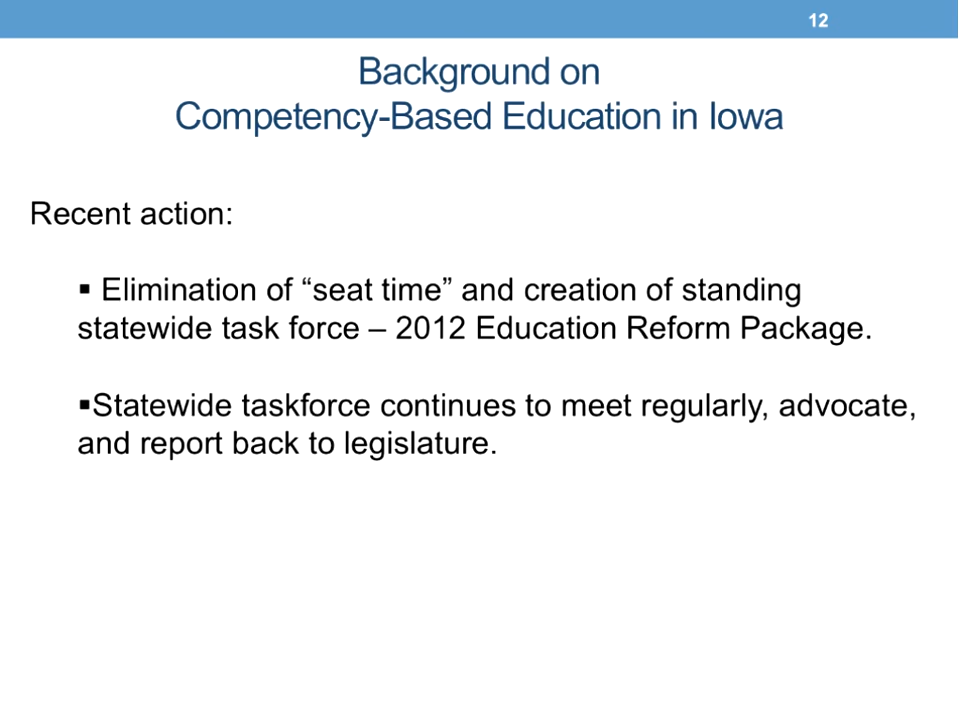 12
Background on
Competency-Based Education in Iowa
Recent action:
▪ Elimination of “seat time” and creation of standing
statewide task force – 2012 Education Reform Package.
▪Statewide taskforce continues to meet regularly, advocate,
and report back to legislature.